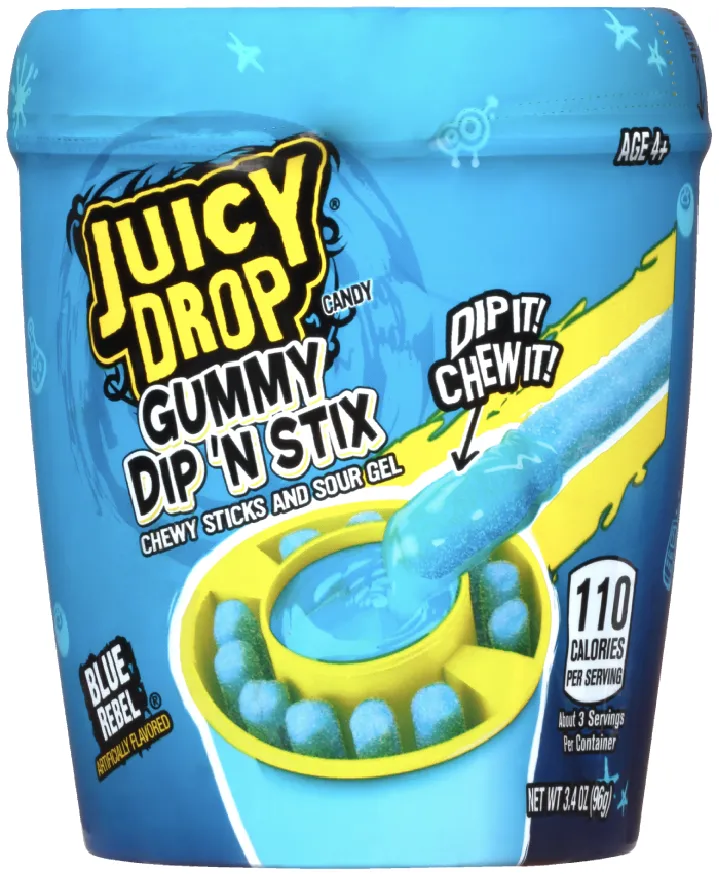 AGE 4+
JUICY
DROP®
CANDY
GUMMY
DIP 'N STIX
CHEWY STICKS AND SOUR GEL
DIP IT!
CHEW IT!
110
CALORIES
PER SERVING
About 3 Servings
Per Container
BLUE
REBEL®
ARTIFICIALLY FLAVORED
NET WT 3.4 OZ (96g)